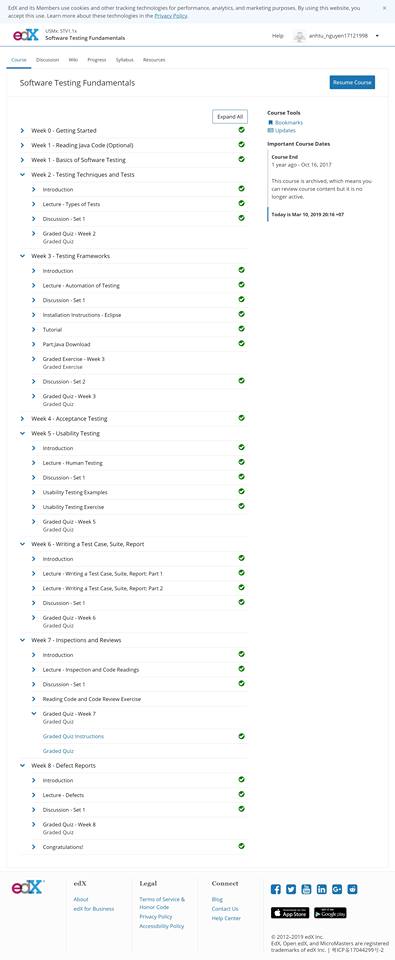 EdX and its Members use cookies and other tracking technologies for performance, analytics, and marketing purposes. By using this website, you
accept this use. Learn more about these technologies in the Privacy Policy.
×
edX
USMx: STV1.1x
Software Testing Fundamentals
Help
anhtu_nguyen17121998
Course
Discussion
Wiki
Progress
Syllabus
Resources
Software Testing Fundamentals
Resume Course
Expand All
Week 0 - Getting Started
Week 1 - Reading Java Code (Optional)
Week 1 - Basics of Software Testing
Week 2 - Testing Techniques and Tests
Introduction
Lecture - Types of Tests
Discussion - Set 1
Graded Quiz - Week 2
Graded Quiz
Week 3 - Testing Frameworks
Introduction
Lecture - Automation of Testing
Discussion - Set 1
Installation Instructions - Eclipse
Tutorial
Part:Java Download
Graded Exercise - Week 3
Graded Exercise
Discussion - Set 2
Graded Quiz - Week 3
Graded Quiz
Week 4 - Acceptance Testing
Week 5 - Usability Testing
Introduction
Lecture - Human Testing
Discussion - Set 1
Usability Testing Examples
Usability Testing Exercise
Graded Quiz - Week 5
Graded Quiz
Week 6 - Writing a Test Case, Suite, Report
Introduction
Lecture - Writing a Test Case, Suite, Report: Part 1
Lecture - Writing a Test Case, Suite, Report: Part 2
Discussion - Set 1
Graded Quiz - Week 6
Graded Quiz
Week 7 - Inspections and Reviews
Introduction
Lecture - Inspection and Code Readings
Discussion - Set 1
Reading Code and Code Review Exercise
Graded Quiz - Week 7
Graded Quiz
Graded Quiz Instructions
Graded Quiz
Week 8 - Defect Reports
Introduction
Lecture - Defects
Discussion - Set 1
Graded Quiz - Week 8
Graded Quiz
Congratulations!
Course Tools
Bookmarks
Updates
Important Course Dates
Course End
1 year ago - Oct 16, 2017
This course is archived, which means you
can review course content but it is no
longer active.
Today is Mar 10, 2019 20:16 +07
edX
edX
About
edX for Business
Legal
Terms of Service &
Honor Code
Privacy Policy
Accessibility Policy
Connect
Blog
Contact Us
Help Center
App Store
Google play
© 2012–2019 edX Inc.
EdX, Open edX, and MicroMasters are registered
trademarks of edX Inc. | 粤ICP备17044299号-2